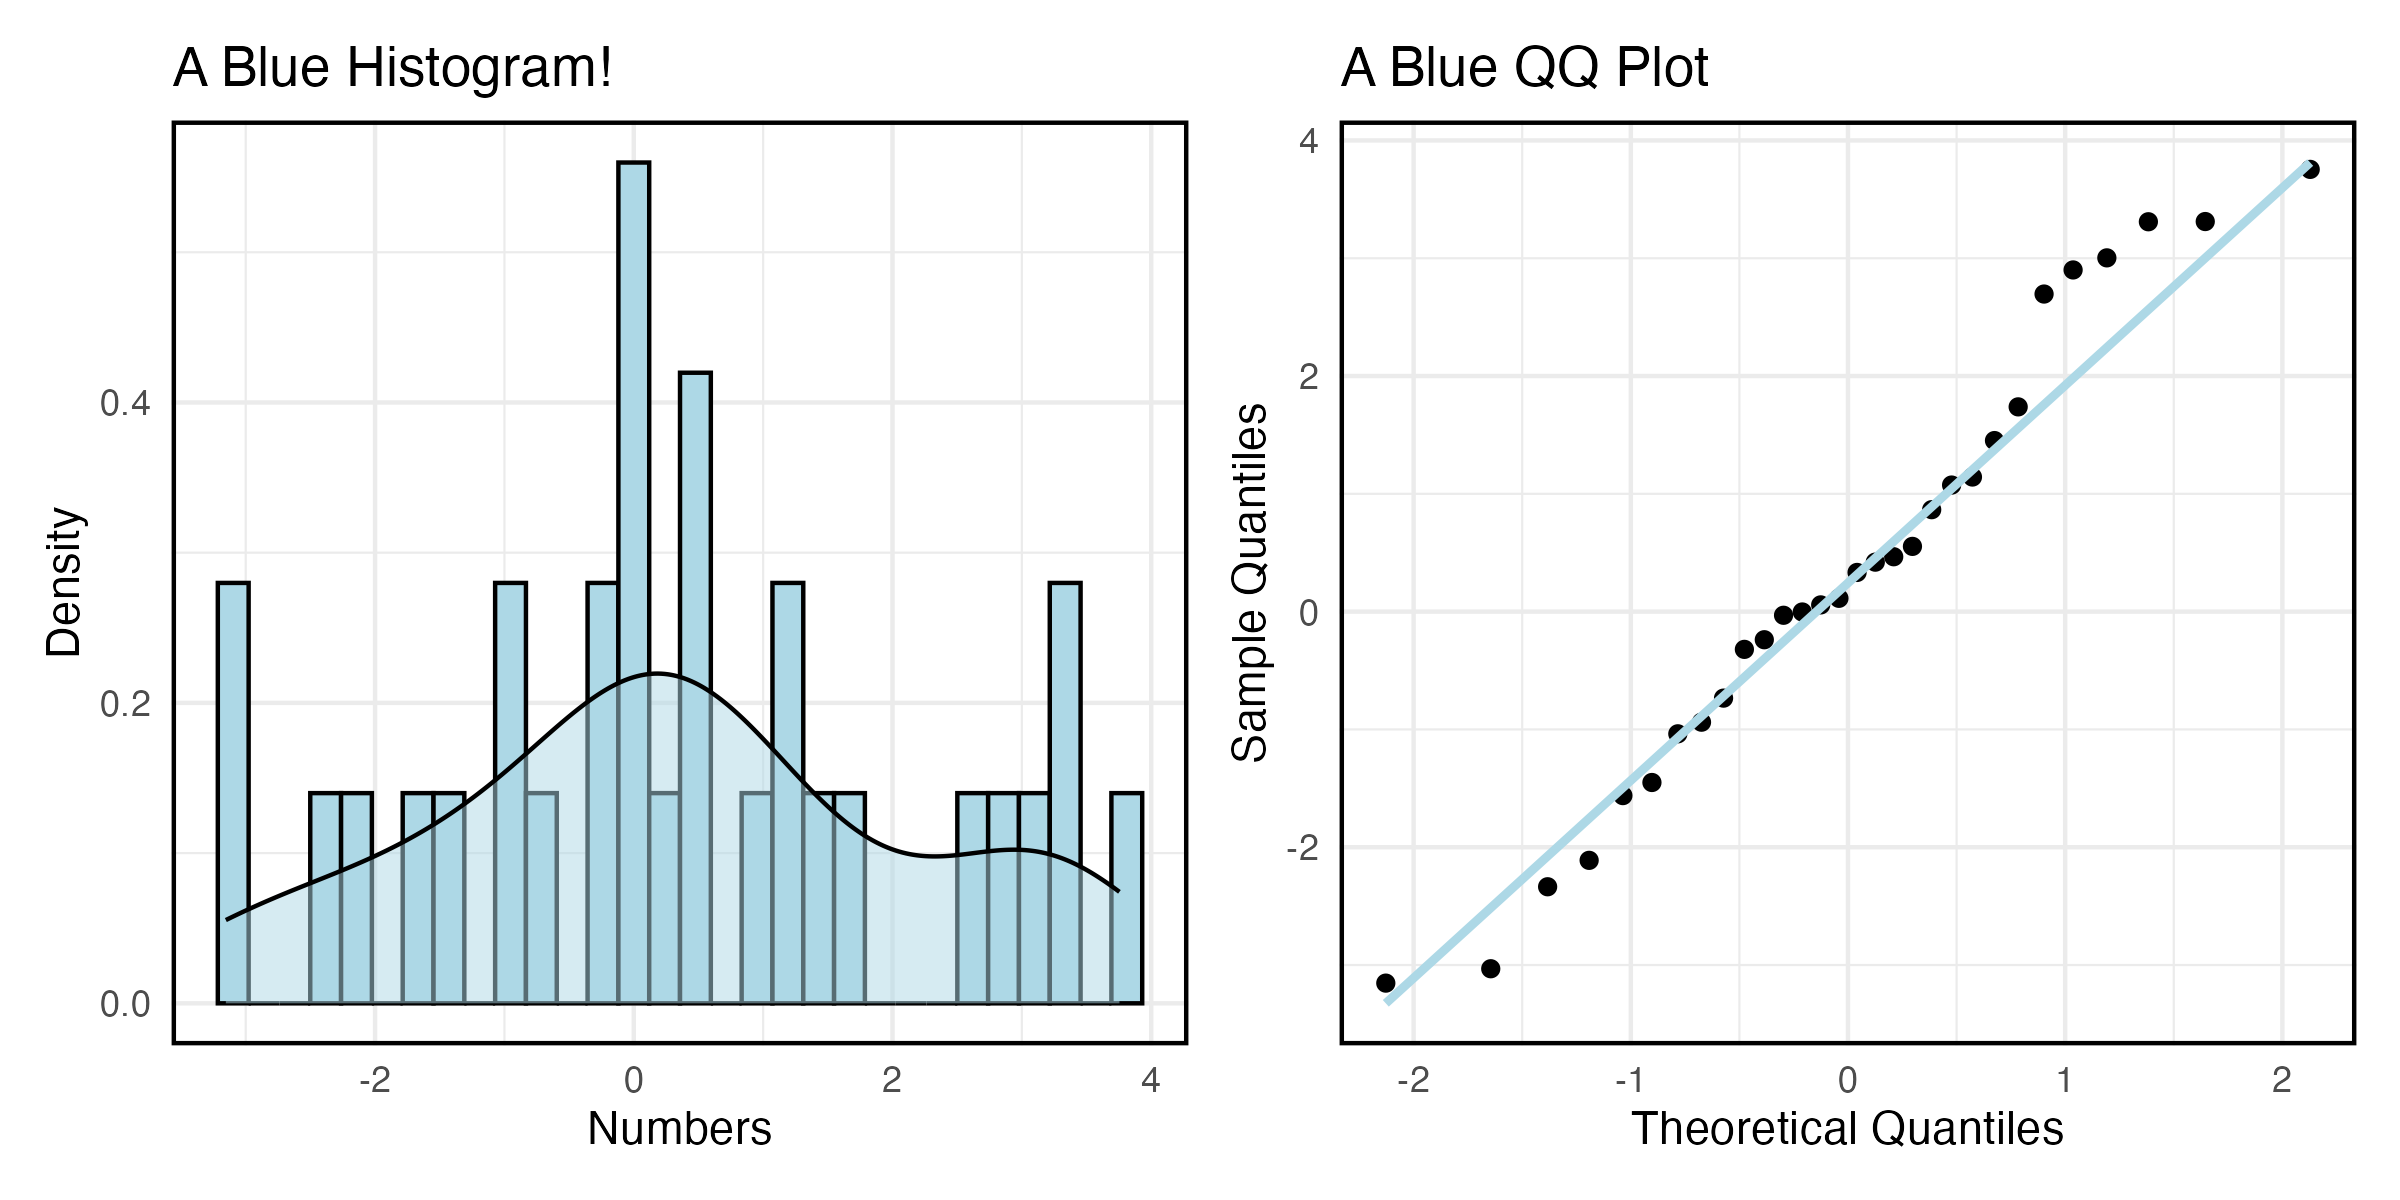 A Blue Histogram!
Density
0.4
0.2
0.0
-2 0 2 4
Numbers
A Blue QQ Plot
Sample Quantiles
4
2
0
-2
-2 -1 0 1 2
Theoretical Quantiles